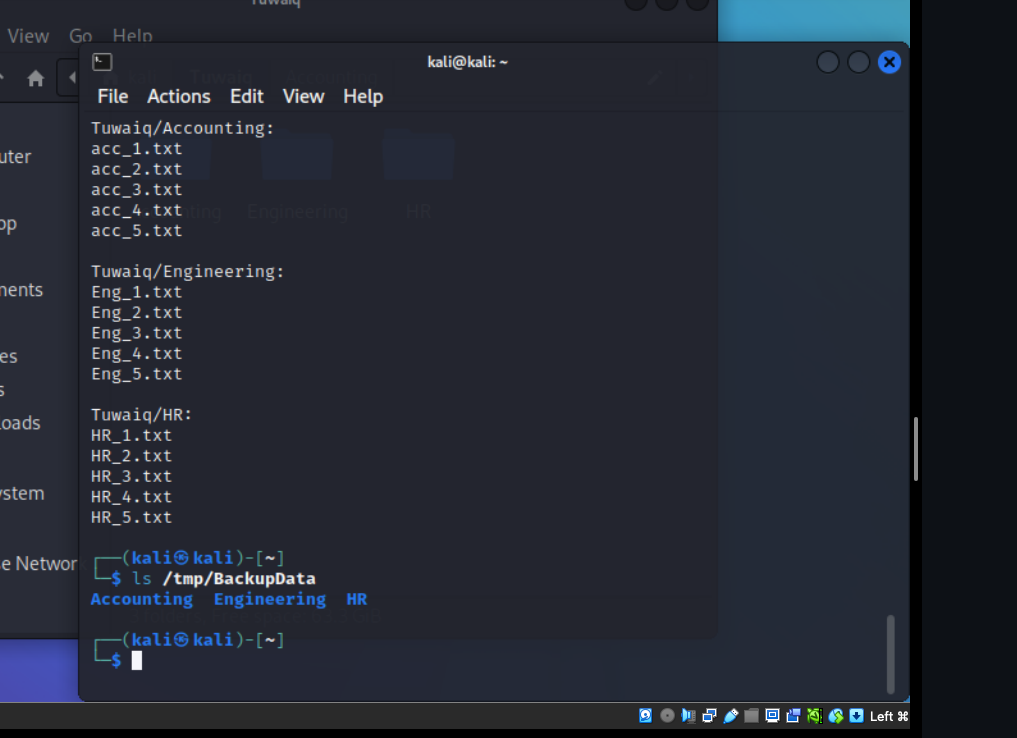 Tuwaiq
View Go Help
kali@kali: ~
File Actions Edit View Help
Tuwaiq/Accounting:
acc_1.txt
acc_2.txt
acc_3.txt
acc_4.txt
acc_5.txt
Tuwaiq/Engineering:
Eng_1.txt
Eng_2.txt
Eng_3.txt
Eng_4.txt
Eng_5.txt
Tuwaiq/HR:
HR_1.txt
HR_2.txt
HR_3.txt
HR_4.txt
HR_5.txt
┌──(kali㉿kali)-[~]
└─$ ls /tmp/BackupData
Accounting Engineering HR
┌──(kali㉿kali)-[~]
└─$
uter
op
ments
es
s
oads
ystem
se Networ
Engineering HR
Left ⌘